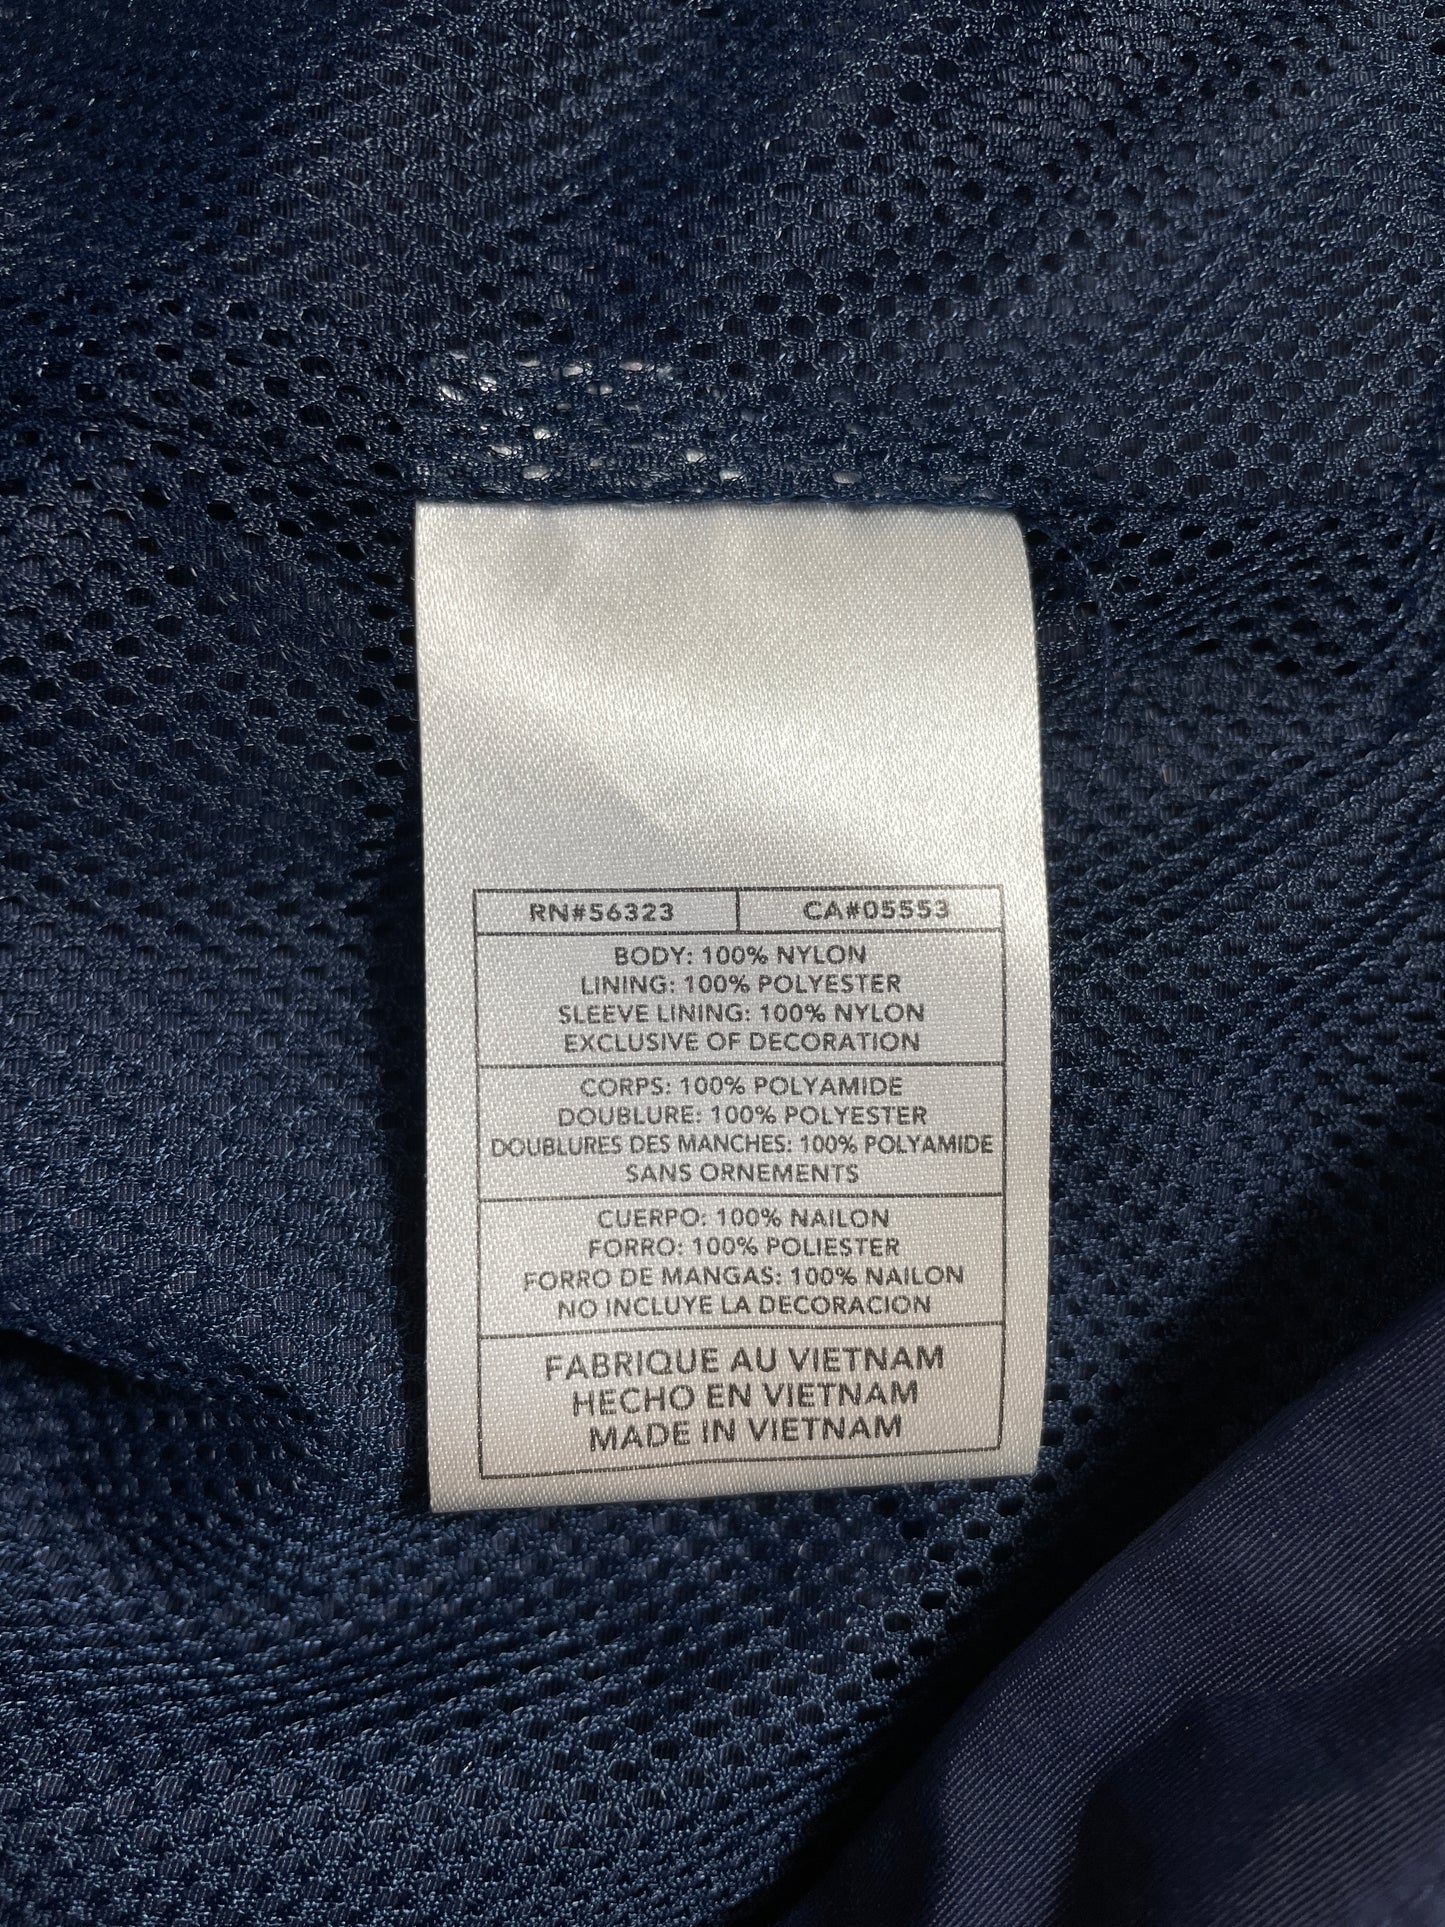 RN#56323 CA#05553
BODY: 100% NYLON
LINING: 100% POLYESTER
SLEEVE LINING: 100% NYLON
EXCLUSIVE OF DECORATION
CORPS: 100% POLYAMIDE
DOUBLURE: 100% POLYESTER
DOUBLURES DES MANCHES: 100% POLYAMIDE
SANS ORNEMENTS
CUERPO: 100% NAILON
FORRO: 100% POLIESTER
FORRO DE MANGAS: 100% NAILON
NO INCLUYE LA DECORACION
FABRIQUE AU VIETNAM
HECHO EN VIETNAM
MADE IN VIETNAM